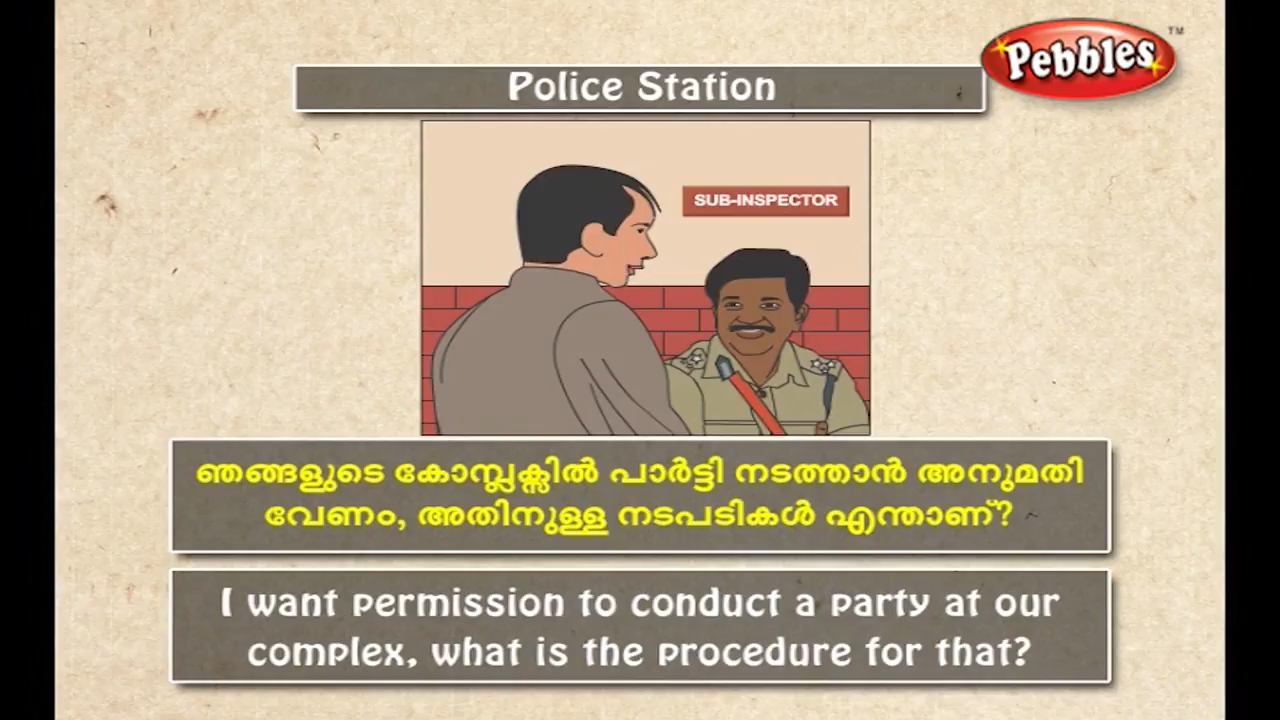 Pebbles™
Police Station
SUB-INSPECTOR
ഞങ്ങളുടെ കോമ്പ്ലക്സിൽ പാർട്ടി നടത്താൻ അനുമതി
വേണം, അതിനുള്ള നടപടികൾ എന്താണ്?
I want permission to conduct a party at our
complex, what is the procedure for that?